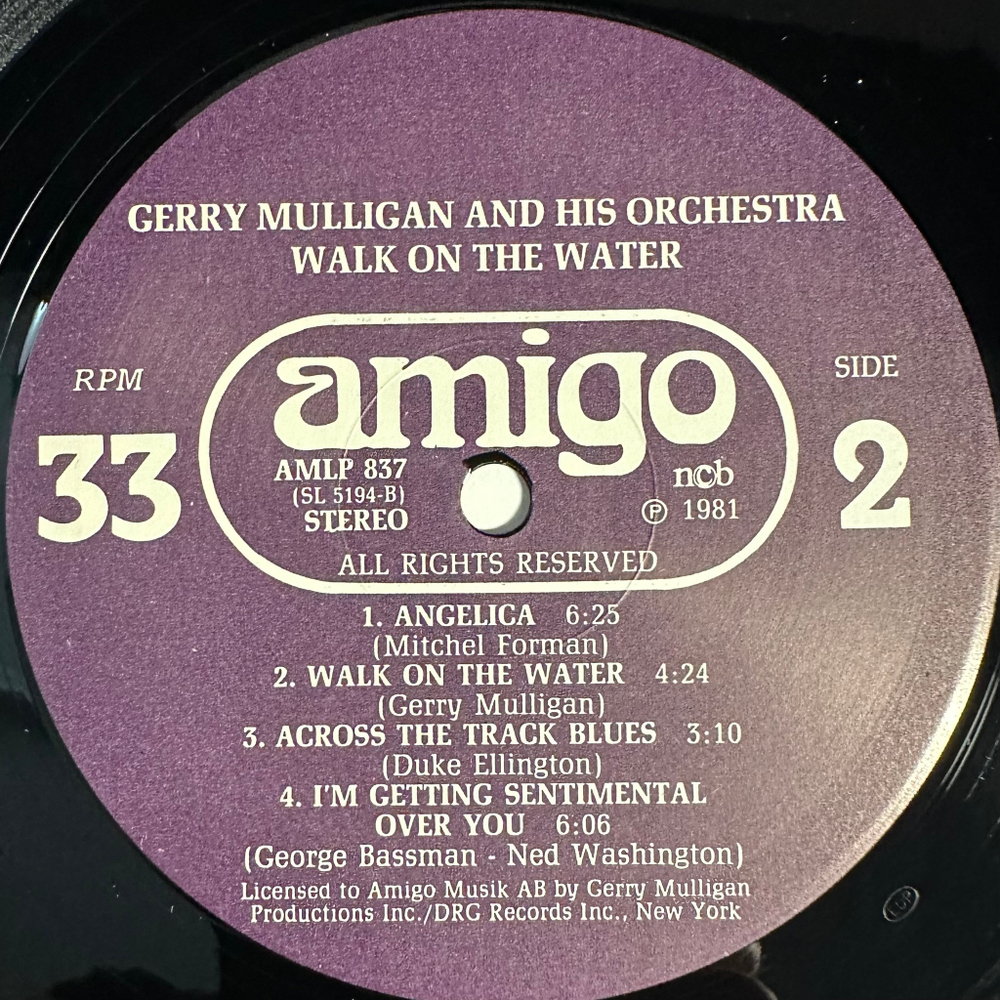 GERRY MULLIGAN AND HIS ORCHESTRA
WALK ON THE WATER
RPM
33
amigo
AMLP 837
(SL 5194-B)
STEREO
ncb
℗ 1981
ALL RIGHTS RESERVED
SIDE
2
1. ANGELICA 6:25
(Mitchel Forman)
2. WALK ON THE WATER 4:24
(Gerry Mulligan)
3. ACROSS THE TRACK BLUES 3:10
(Duke Ellington)
4. I'M GETTING SENTIMENTAL
OVER YOU 6:06
(George Bassman - Ned Washington)
Licensed to Amigo Musik AB by Gerry Mulligan
Productions Inc./DRG Records Inc., New York